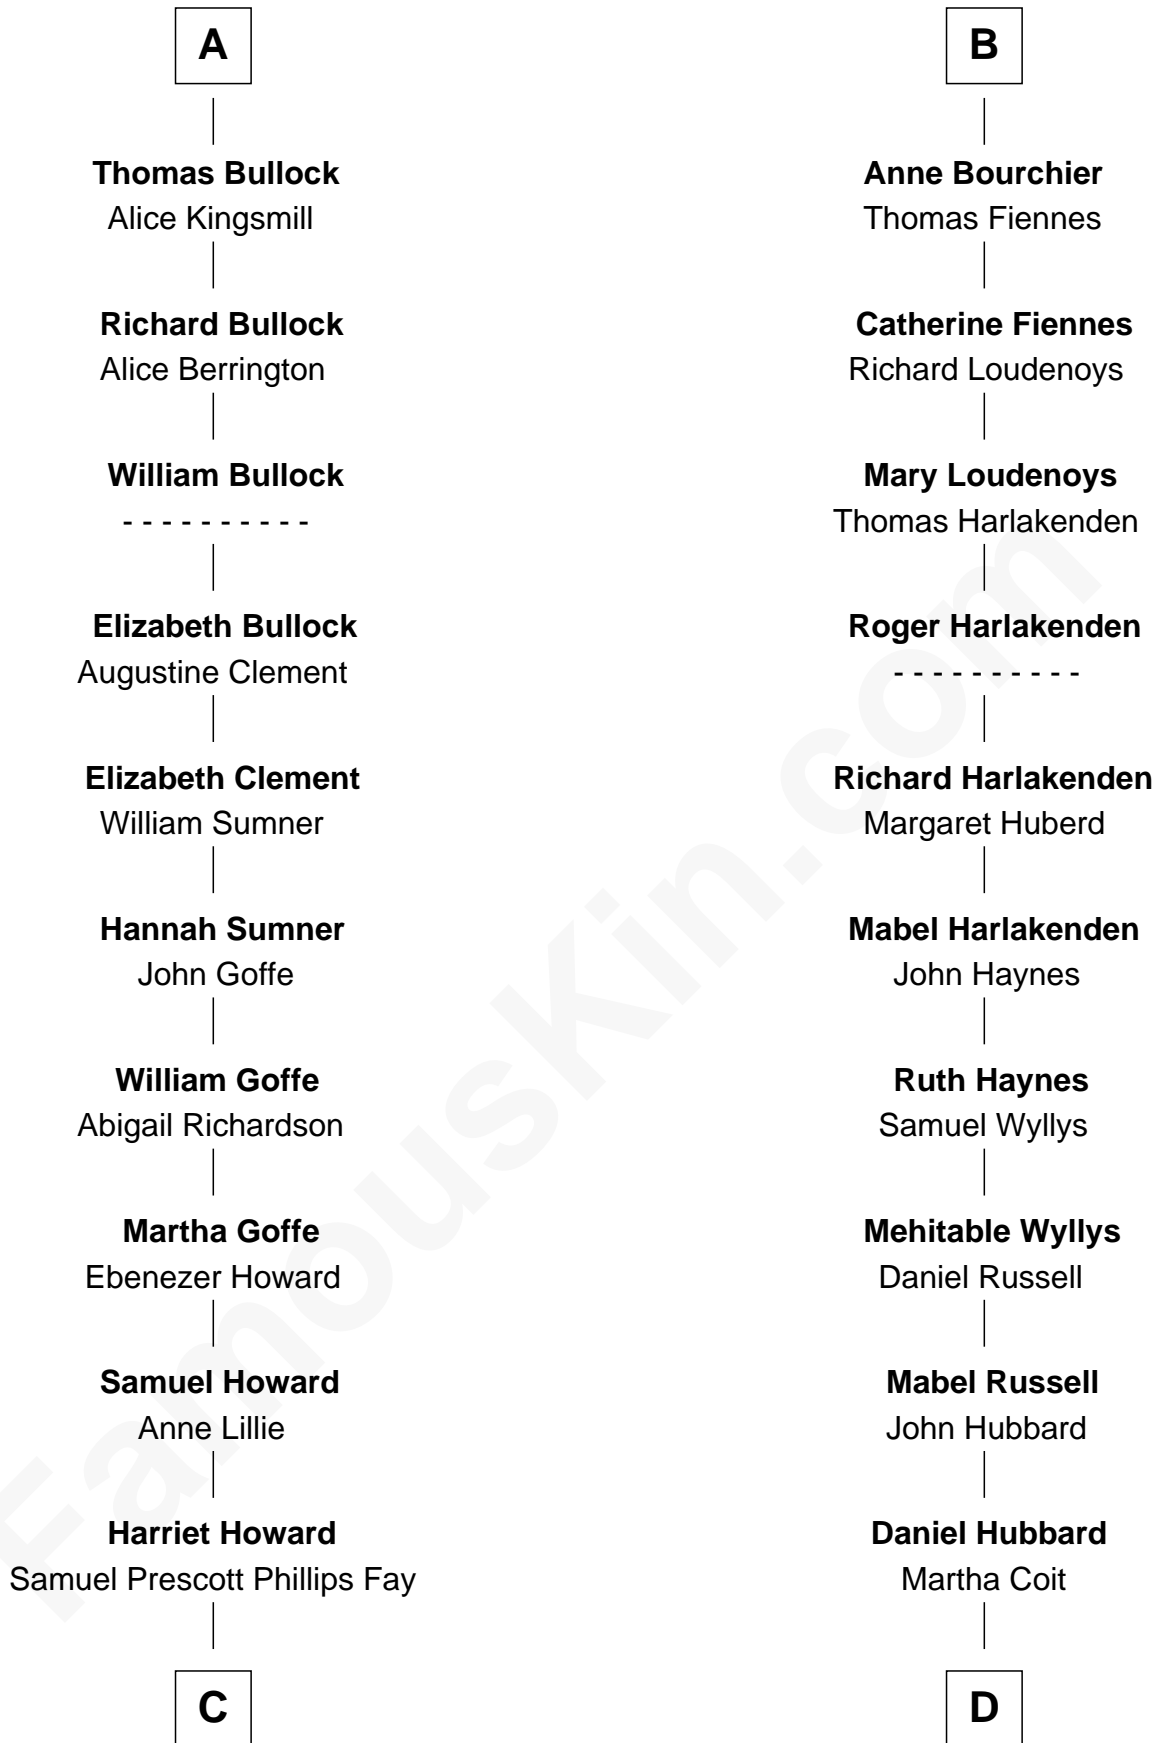 A
Thomas Bullock
Alice Kingsmill
Richard Bullock
Alice Berrington
William Bullock
- - - - - - - - - -
Elizabeth Bullock
Augustine Clement
Elizabeth Clement
William Sumner
Hannah Sumner
John Goffe
William Goffe
Abigail Richardson
Martha Goffe
Ebenezer Howard
Samuel Howard
Anne Lillie
Harriet Howard
Samuel Prescott Phillips Fay
C
B
Anne Bourchier
Thomas Fiennes
Catherine Fiennes
Richard Loudenoys
Mary Loudenoys
Thomas Harlakenden
Roger Harlakenden
- - - - - - - - - -
Richard Harlakenden
Margaret Huberd
Mabel Harlakenden
John Haynes
Ruth Haynes
Samuel Wyllys
Mehitable Wyllys
Daniel Russell
Mabel Russell
John Hubbard
Daniel Hubbard
Martha Coit
D
FamousKin.com